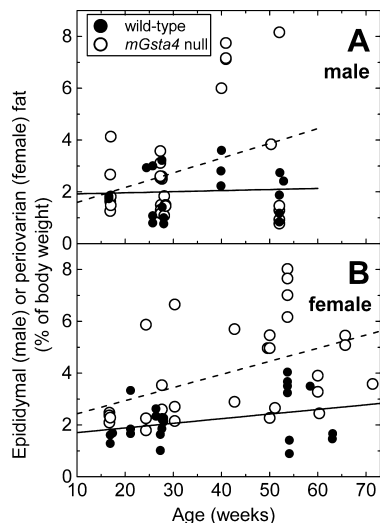 wild-type
mGsta4 null
A
male
8
6
4
2
0
B
female
8
6
4
2
0
10 20 30 40 50 60 70
Age (weeks)
Epididymal (male) or periovarian (female) fat
(% of body weight)